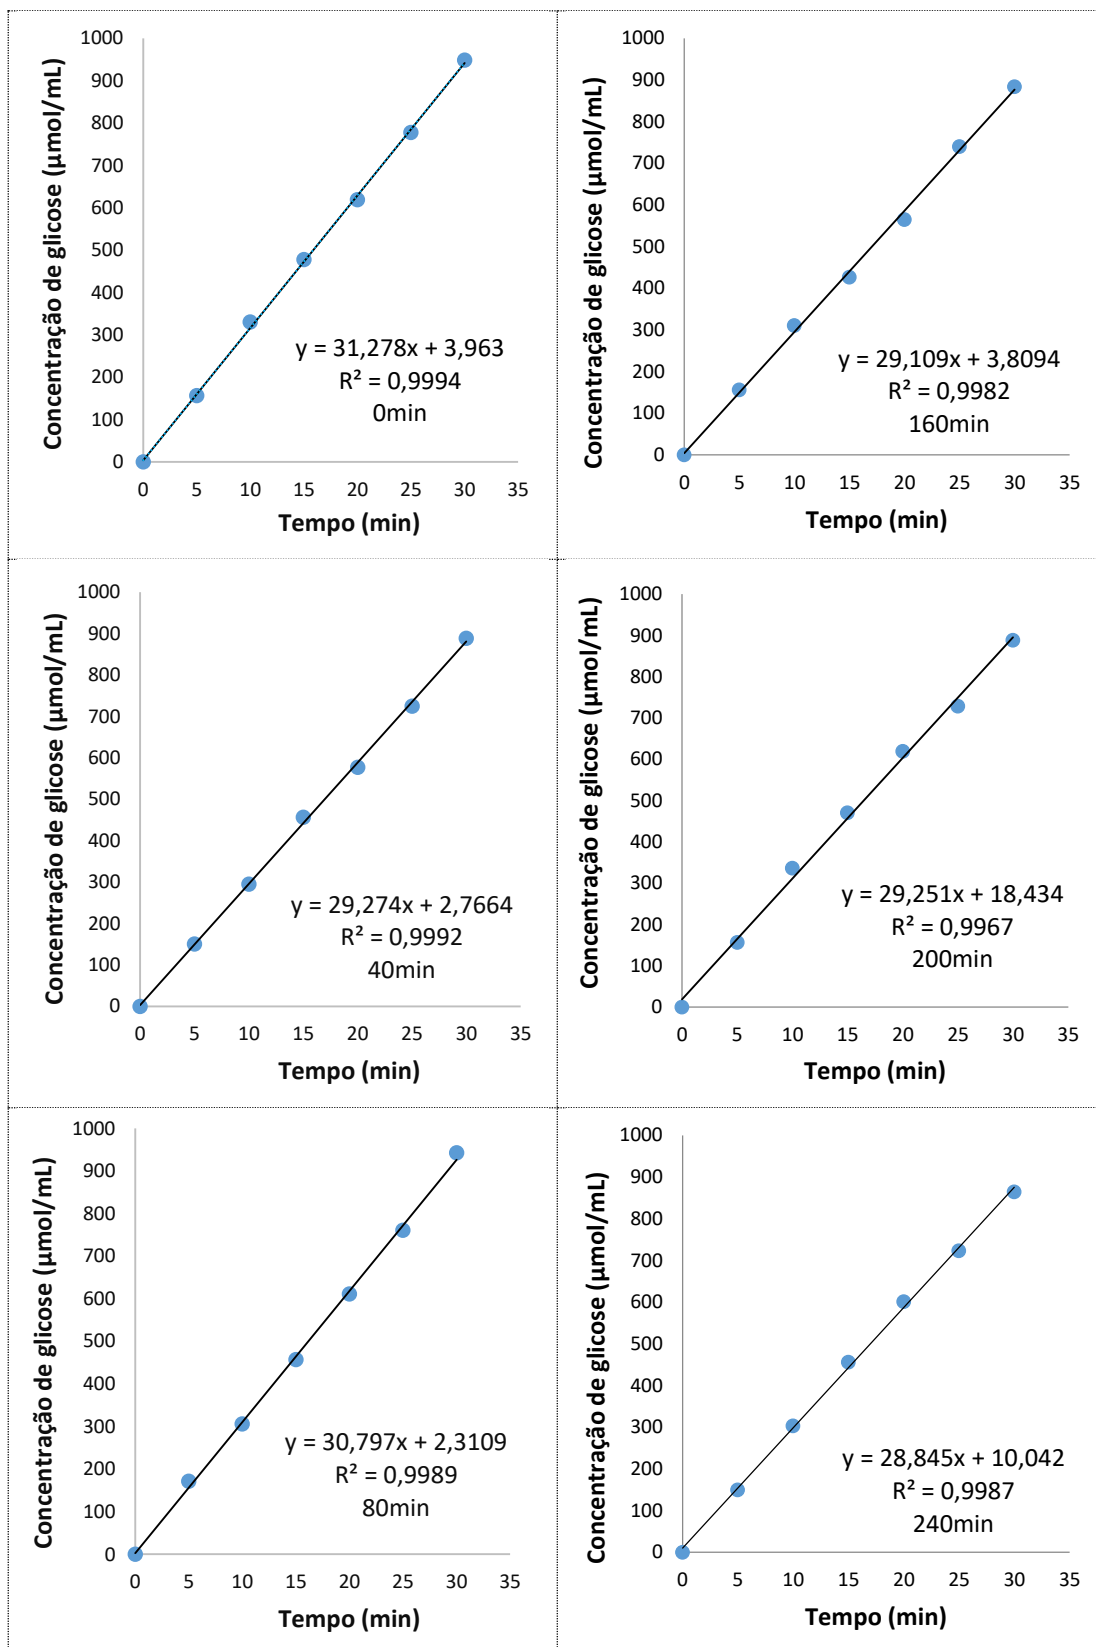 Concentração de glicose (µmol/mL)
1000
900
800
700
600
500
400
300
200
100
0
y = 31,278x + 3,963
R² = 0,9994
0min
0 5 10 15 20 25 30 35
Tempo (min)
Concentração de glicose (µmol/mL)
1000
900
800
700
600
500
400
300
200
100
0
y = 29,109x + 3,8094
R² = 0,9982
160min
0 5 10 15 20 25 30 35
Tempo (min)
Concentração de glicose (µmol/mL)
1000
900
800
700
600
500
400
300
200
100
0
y = 29,274x + 2,7664
R² = 0,9992
40min
0 5 10 15 20 25 30 35
Tempo (min)
Concentração de glicose (µmol/mL)
1000
900
800
700
600
500
400
300
200
100
0
y = 29,251x + 18,434
R² = 0,9967
200min
0 5 10 15 20 25 30 35
Tempo (min)
Concentração de glicose (µmol/mL)
1000
900
800
700
600
500
400
300
200
100
0
y = 30,797x + 2,3109
R² = 0,9989
80min
0 5 10 15 20 25 30 35
Tempo (min)
Concentração de glicose (µmol/mL)
1000
900
800
700
600
500
400
300
200
100
0
y = 28,845x + 10,042
R² = 0,9987
240min
0 5 10 15 20 25 30 35
Tempo (min)